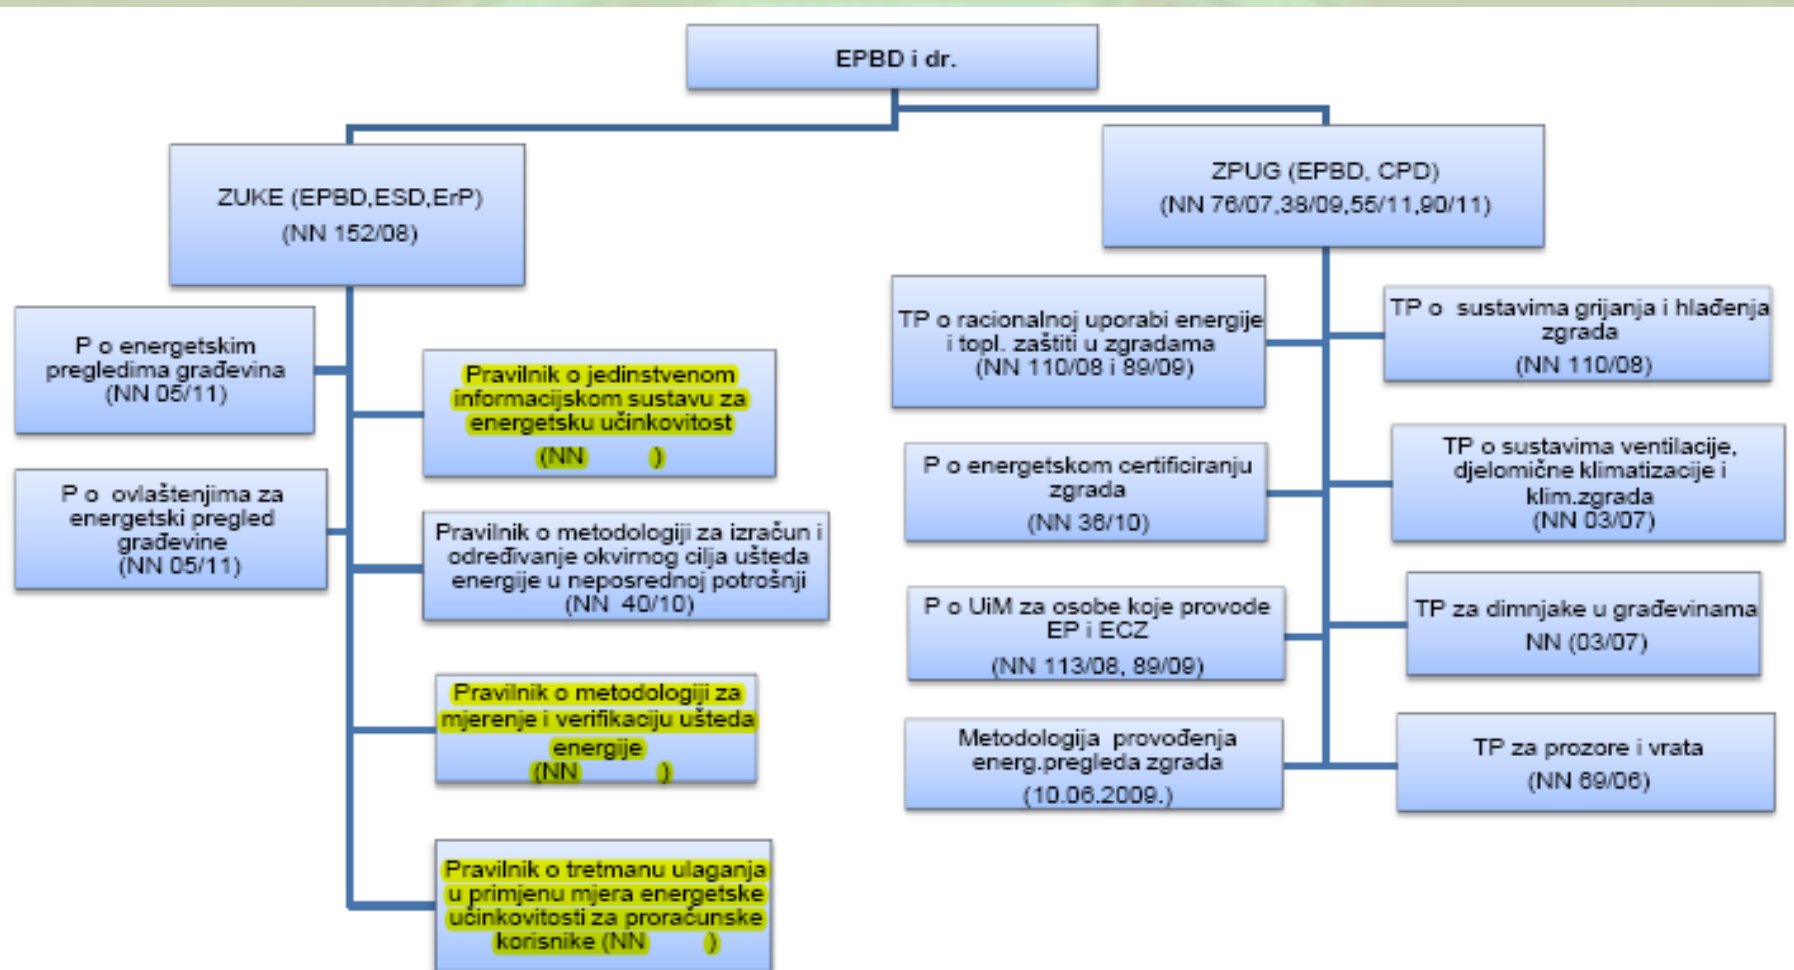 EPBD i dr.
ZUKE (EPBD,ESD,ErP)
(NN 152/08)
P o energetskim
pregledima građevina
(NN 05/11)
P o ovlaštenjima za
energetski pregled
građevine
(NN 05/11)
Pravilnik o jedinstvenom
informacijskom sustavu za
energetsku učinkovitost
(NN )
Pravilnik o metodologiji za izračun i
određivanje okvirnog cilja ušteda
energije u neposrednoj potrošnji
(NN 40/10)
Pravilnik o metodologiji za
mjerenje i verifikaciju ušteda
energije
(NN )
Pravilnik o tretmanu ulaganja
u primjenu mjera energetske
učinkovitosti za proračunske
korisnike (NN )
ZPUG (EPBD, CPD)
(NN 76/07,38/09,55/11,90/11)
TP o racionalnoj uporabi energije
i topl. zaštiti u zgradama
(NN 110/08 i 89/09)
P o energetskom certificiranju
zgrada
(NN 36/10)
P o UiM za osobe koje provode
EP i ECZ
(NN 113/08, 89/09)
Metodologija provođenja
energ.pregleda zgrada
(10.06.2009.)
TP o sustavima grijanja i hlađenja
zgrada
(NN 110/08)
TP o sustavima ventilacije,
djelomične klimatizacije i
klim.zgrada
(NN 03/07)
TP za dimnjake u građevinama
NN (03/07)
TP za prozore i vrata
(NN 69/06)